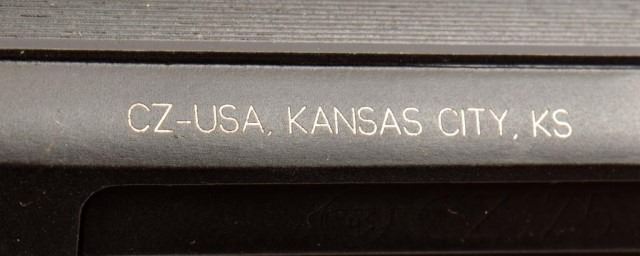 CZ-USA, KANSAS CITY, KS